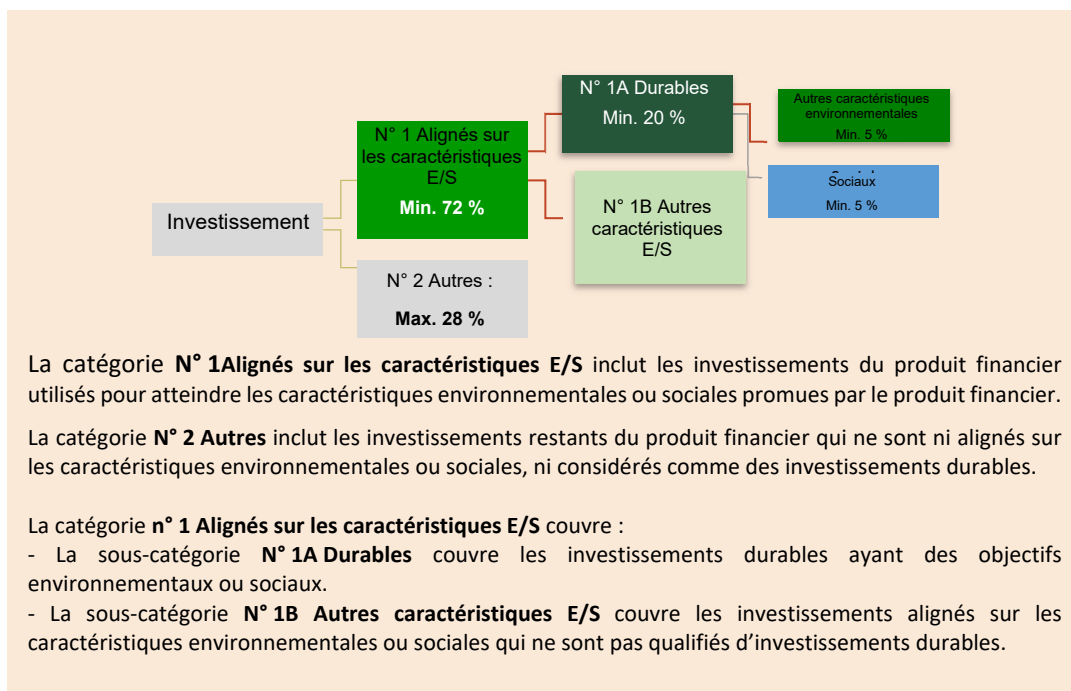 N° 1A Durables
Min. 20 %
Autres caractéristiques
environnementales
Min. 5 %
N° 1 Alignés sur
les caractéristiques
E/S
Min. 72 %
Sociaux
Min. 5 %
N° 1B Autres
caractéristiques
E/S
Investissement
N° 2 Autres :
Max. 28 %
La catégorie N° 1Alignés sur les caractéristiques E/S inclut les investissements du produit financier
utilisés pour atteindre les caractéristiques environnementales ou sociales promues par le produit financier.
La catégorie N° 2 Autres inclut les investissements restants du produit financier qui ne sont ni alignés sur
les caractéristiques environnementales ou sociales, ni considérés comme des investissements durables.
La catégorie n° 1 Alignés sur les caractéristiques E/S couvre :
- La sous-catégorie N° 1A Durables couvre les investissements durables ayant des objectifs
environnementaux ou sociaux.
- La sous-catégorie N° 1B Autres caractéristiques E/S couvre les investissements alignés sur les
caractéristiques environnementales ou sociales qui ne sont pas qualifiés d’investissements durables.